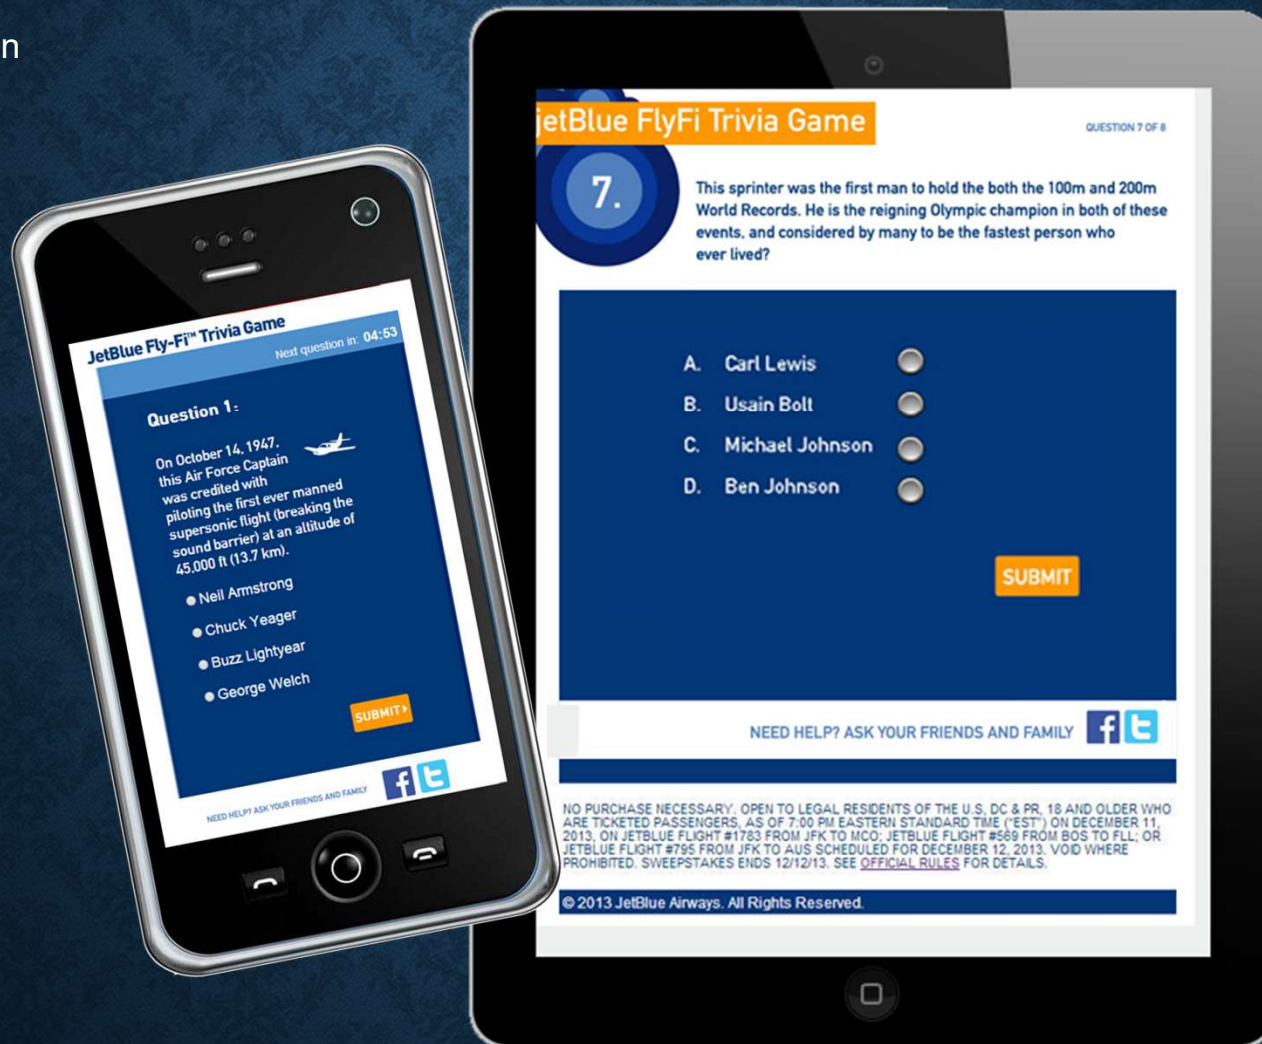 n
JetBlue Fly-Fi™ Trivia Game
Next question in: 04:53
Question 1:
On October 14, 1947,
this Air Force Captain
was credited with
piloting the first ever manned
supersonic flight (breaking the
sound barrier) at an altitude of
45,000 ft (13.7 km).
Neil Armstrong
Chuck Yeager
Buzz Lightyear
George Welch
SUBMIT
NEED HELP? ASK YOUR FRIENDS AND FAMILY
jetBlue FlyFi Trivia Game
QUESTION 7 OF 8
7.
This sprinter was the first man to hold the both the 100m and 200m
World Records. He is the reigning Olympic champion in both of these
events, and considered by many to be the fastest person who
ever lived?
A. Carl Lewis
B. Usain Bolt
C. Michael Johnson
D. Ben Johnson
SUBMIT
NEED HELP? ASK YOUR FRIENDS AND FAMILY
NO PURCHASE NECESSARY. OPEN TO LEGAL RESIDENTS OF THE U.S, DC & PR, 18 AND OLDER WHO
ARE TICKETED PASSENGERS, AS OF 7:00 PM EASTERN STANDARD TIME ("EST") ON DECEMBER 11,
2013, ON JETBLUE FLIGHT #1783 FROM JFK TO MCO; JETBLUE FLIGHT #569 FROM BOS TO FLL; OR
JETBLUE FLIGHT #795 FROM JFK TO AUS SCHEDULED FOR DECEMBER 12, 2013. VOID WHERE
PROHIBITED. SWEEPSTAKES ENDS 12/12/13. SEE OFFICIAL RULES FOR DETAILS.
© 2013 JetBlue Airways. All Rights Reserved.